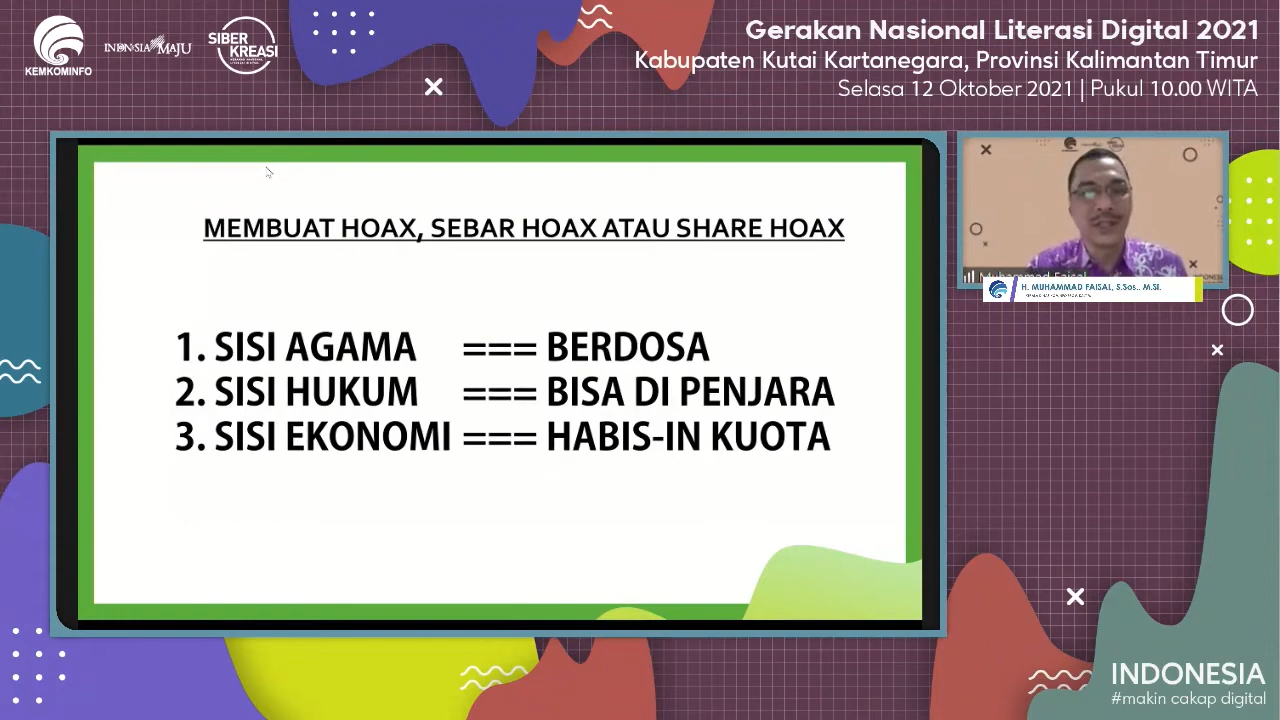 KEMKOMINFO
INDONESIA MAJU
SIBER
KREASI
Gerakan Nasional Literasi Digital 2021
Kabupaten Kutai Kartanegara, Provinsi Kalimantan Timur
Selasa 12 Oktober 2021 | Pukul 10.00 WITA
MEMBUAT HOAX, SEBAR HOAX ATAU SHARE HOAX
1. SISI AGAMA === BERDOSA
2. SISI HUKUM === BISA DI PENJARA
3. SISI EKONOMI === HABIS-IN KUOTA
Muhammad Faisal
H. MUHAMMAD FAISAL, S.Sos., M.Si.
INDONESIA
#makin cakap digital